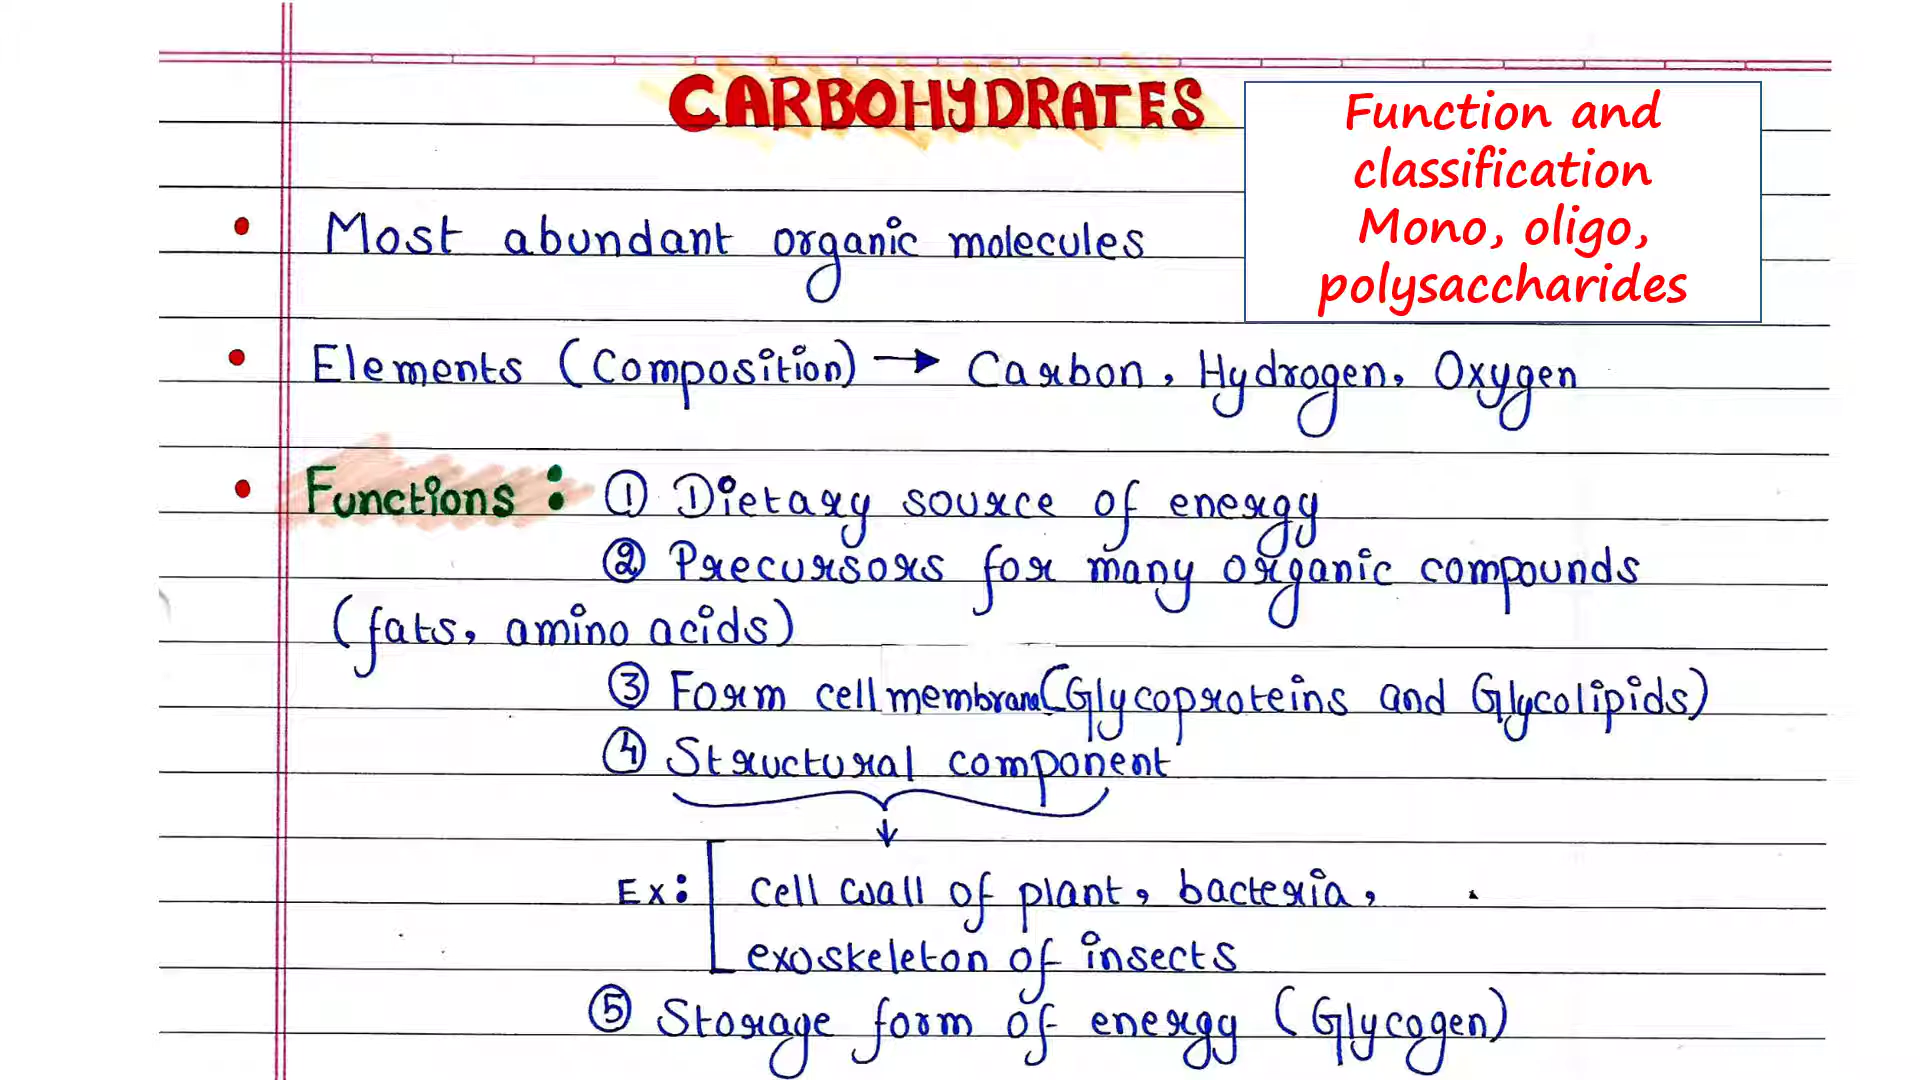 CARBOHYDRATES
Function and
classification
Mono, oligo,
polysaccharides
• Most abundant organic molecules
• Elements (Composition) → Carbon, Hydrogen, Oxygen
• Functions : ① Dietary source of energy
② Precursors for many organic compounds
(fats, amino acids)
③ Form cell membrane (Glycoproteins and Glycolipids)
④ Structural component
Ex: cell wall of plant, bacteria,
exoskeleton of insects
⑤ Storage form of energy (Glycogen)